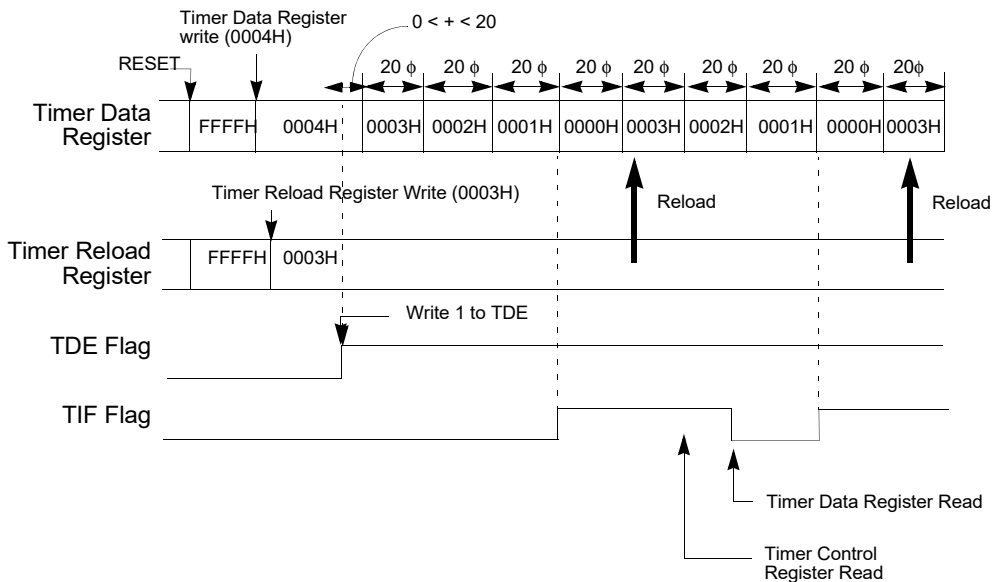 Timer Data Register
write (0004H)
0 < + < 20
RESET
20 ϕ 20 ϕ 20 ϕ 20 ϕ 20 ϕ 20 ϕ 20 ϕ 20 ϕ 20ϕ
Timer Data
Register
FFFFH 0004H 0003H 0002H 0001H 0000H 0003H 0002H 0001H 0000H 0003H
Timer Reload Register Write (0003H)
Reload
Reload
Timer Reload
Register
FFFFH 0003H
Write 1 to TDE
TDE Flag
TIF Flag
Timer Data Register Read
Timer Control
Register Read